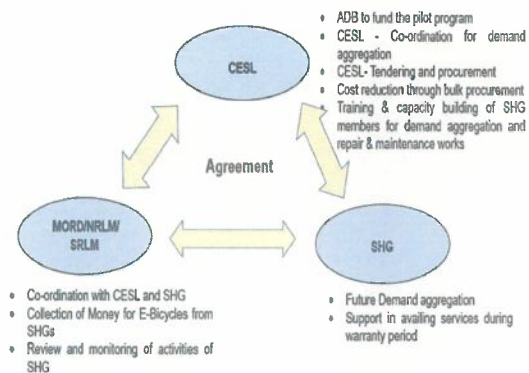 • ADB to fund the pilot program
• CESL - Co-ordination for demand
aggregation
• CESL- Tendering and procurement
• Cost reduction through bulk procurement
• Training & capacity building of SHG
members for demand aggregation and
repair & maintenance works
CESL
Agreement
MORD/NRLM/
SRLM
SHG
• Co-ordination with CESL and SHG
• Collection of Money for E-Bicycles from
SHGs
• Review and monitoring of activities of
SHG
• Future Demand aggregation
• Support in availing services during
warranty period